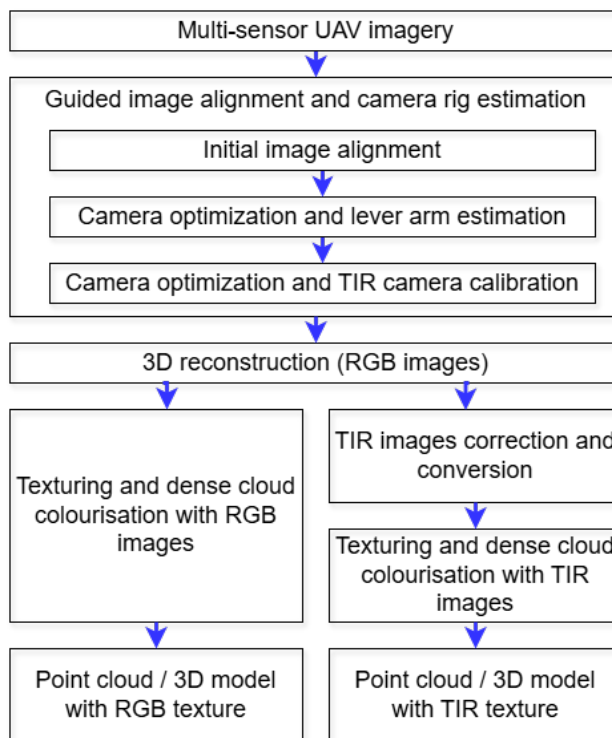 Multi-sensor UAV imagery
Guided image alignment and camera rig estimation
Initial image alignment
Camera optimization and lever arm estimation
Camera optimization and TIR camera calibration
3D reconstruction (RGB images)
Texturing and dense cloud
colourisation with RGB
images
TIR images correction and
conversion
Texturing and dense cloud
colourisation with TIR
images
Point cloud / 3D model
with RGB texture
Point cloud / 3D model
with TIR texture